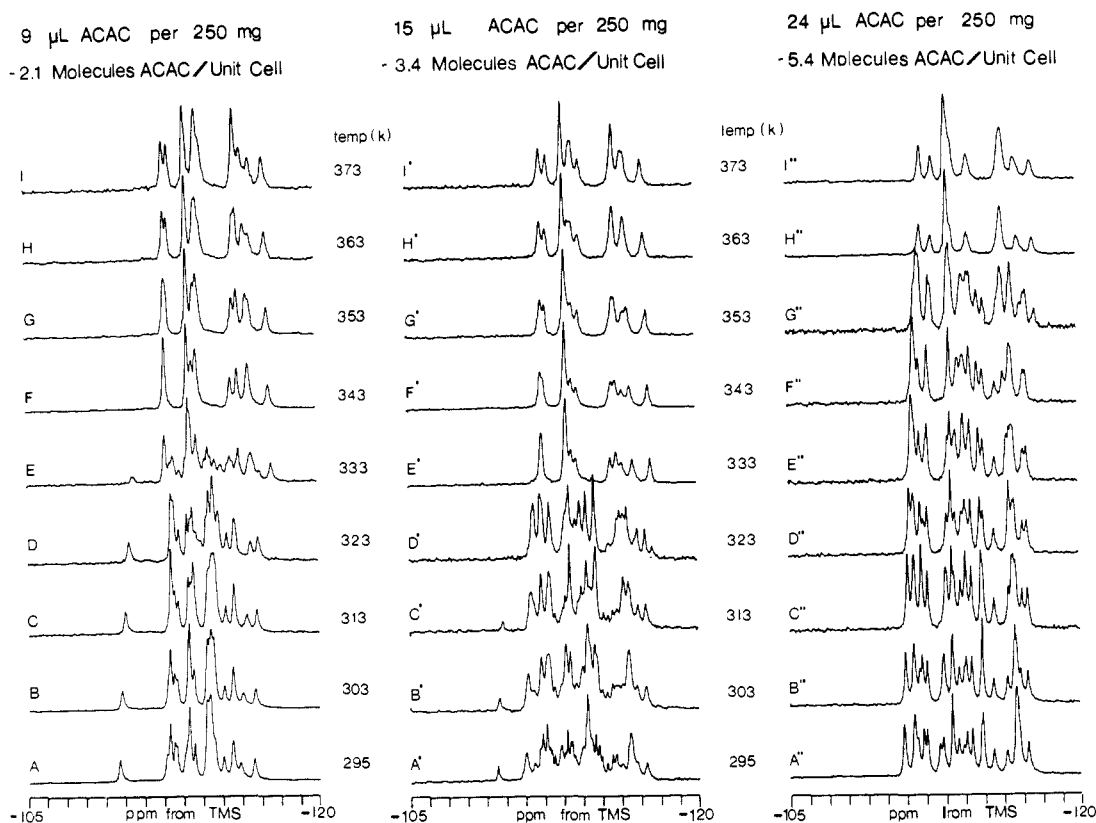 9 µL ACAC per 250 mg
-2.1 Molecules ACAC/Unit Cell
15 µL ACAC per 250 mg
- 3.4 Molecules ACAC/Unit Cell
24 µL ACAC per 250 mg
-5.4 Molecules ACAC/Unit Cell
temp (k)
temp (k)
I 373 I' 373 I''
H 363 H' 363 H''
G 353 G' 353 G''
F 343 F' 343 F''
E 333 E' 333 E''
D 323 D' 323 D''
C 313 C' 313 C''
B 303 B' 303 B''
A 295 A' 295 A''
-105 ppm from TMS -120
-105 ppm from TMS -120
-105 ppm from TMS -120